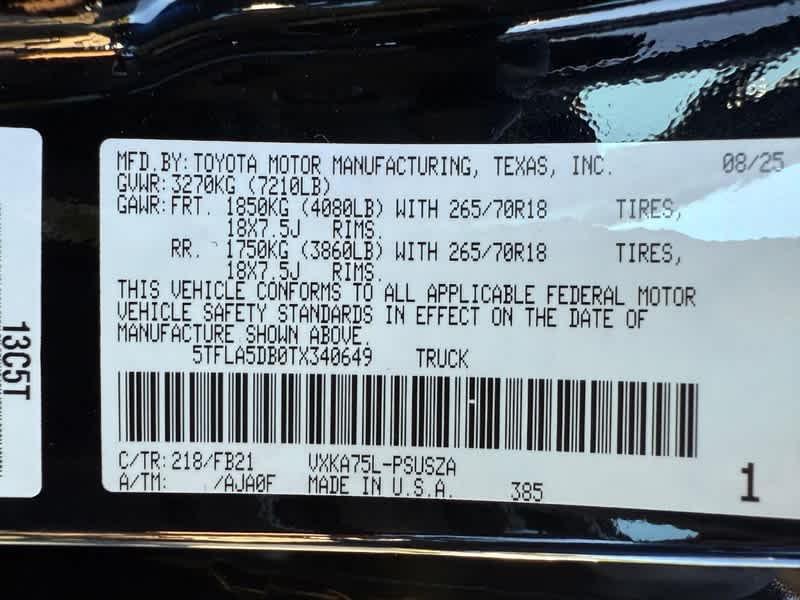 MFD.BY:TOYOTA MOTOR MANUFACTURING, TEXAS, INC. 08/25
GVWR:3270KG (7210LB)
GAWR:FRT. 1850KG (4080LB) WITH 265/70R18 TIRES,
18X7.5J RIMS.
RR. 1750KG (3860LB) WITH 265/70R18 TIRES,
18X7.5J RIMS.
THIS VEHICLE CONFORMS TO ALL APPLICABLE FEDERAL MOTOR
VEHICLE SAFETY STANDARDS IN EFFECT ON THE DATE OF
MANUFACTURE SHOWN ABOVE.
5TFLA5DB0TX340649 TRUCK
C/TR:218/FB21 VXKA75L-PSUSZA
A/TM: /AJA0F MADE IN U.S.A. 385
1
13C5T